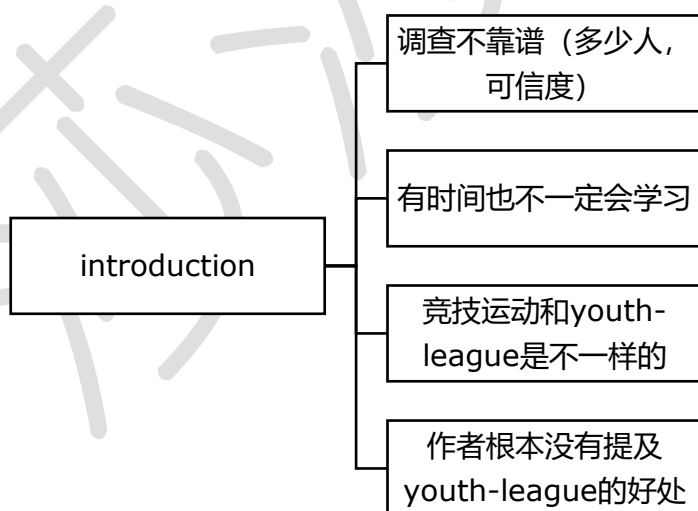 调查不靠谱（多少人，
可信度）
有时间也不一定会学习
introduction
竞技运动和youth-
league是不一样的
作者根本没有提及
youth-league的好处